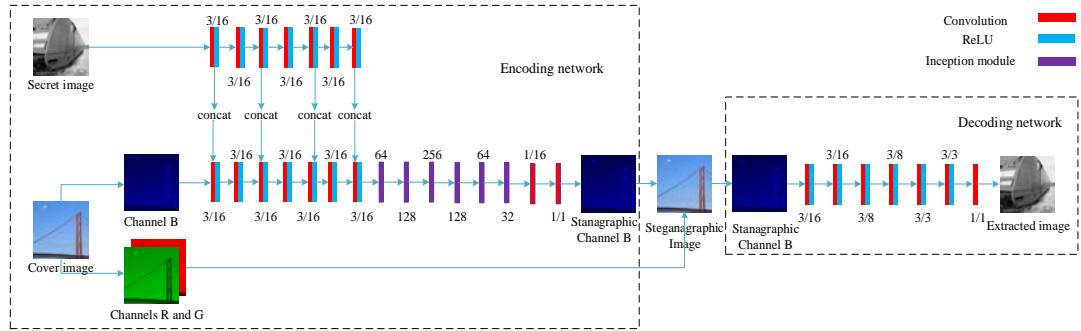 3/16 3/16 3/16 3/16
Convolution
ReLU
Inception module
Encoding network
Secret image
3/16 3/16 3/16
concat concat concat concat
Decoding network
3/16 3/16 3/16 64 256 64 1/16
3/16 3/8 3/3
Channel B
3/16 3/16 3/16 3/16 128 128 32 1/1
Stanagraphic
Channel B
Steganagraphic
Image
Stanagraphic
Channel B
3/16 3/8 3/3 1/1
Extracted image
Cover image
Channels R and G